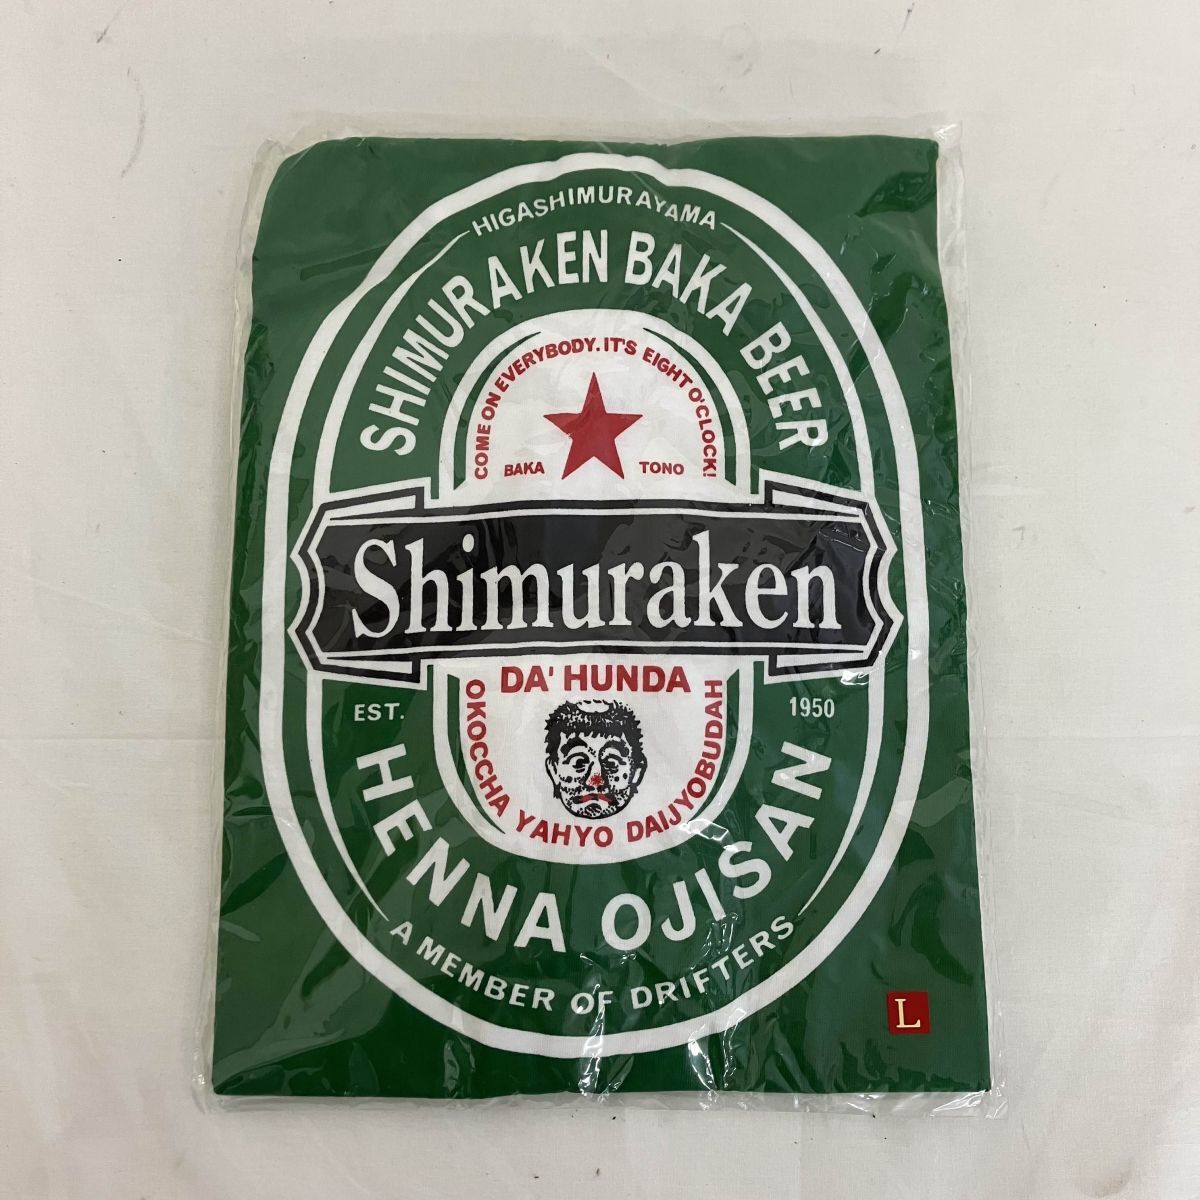 HIGASHIMURAYAMA
SHIMURAKEN BAKA BEER
COME ON EVERYBODY. IT'S EIGHT O'CLOCK!
BAKA TONO
Shimuraken
DA' HUNDA
EST. 1950
OKOCCHA YAHYO DAIJYOBUDAH
HENNA OJISAN
A MEMBER OF DRIFTERS
L